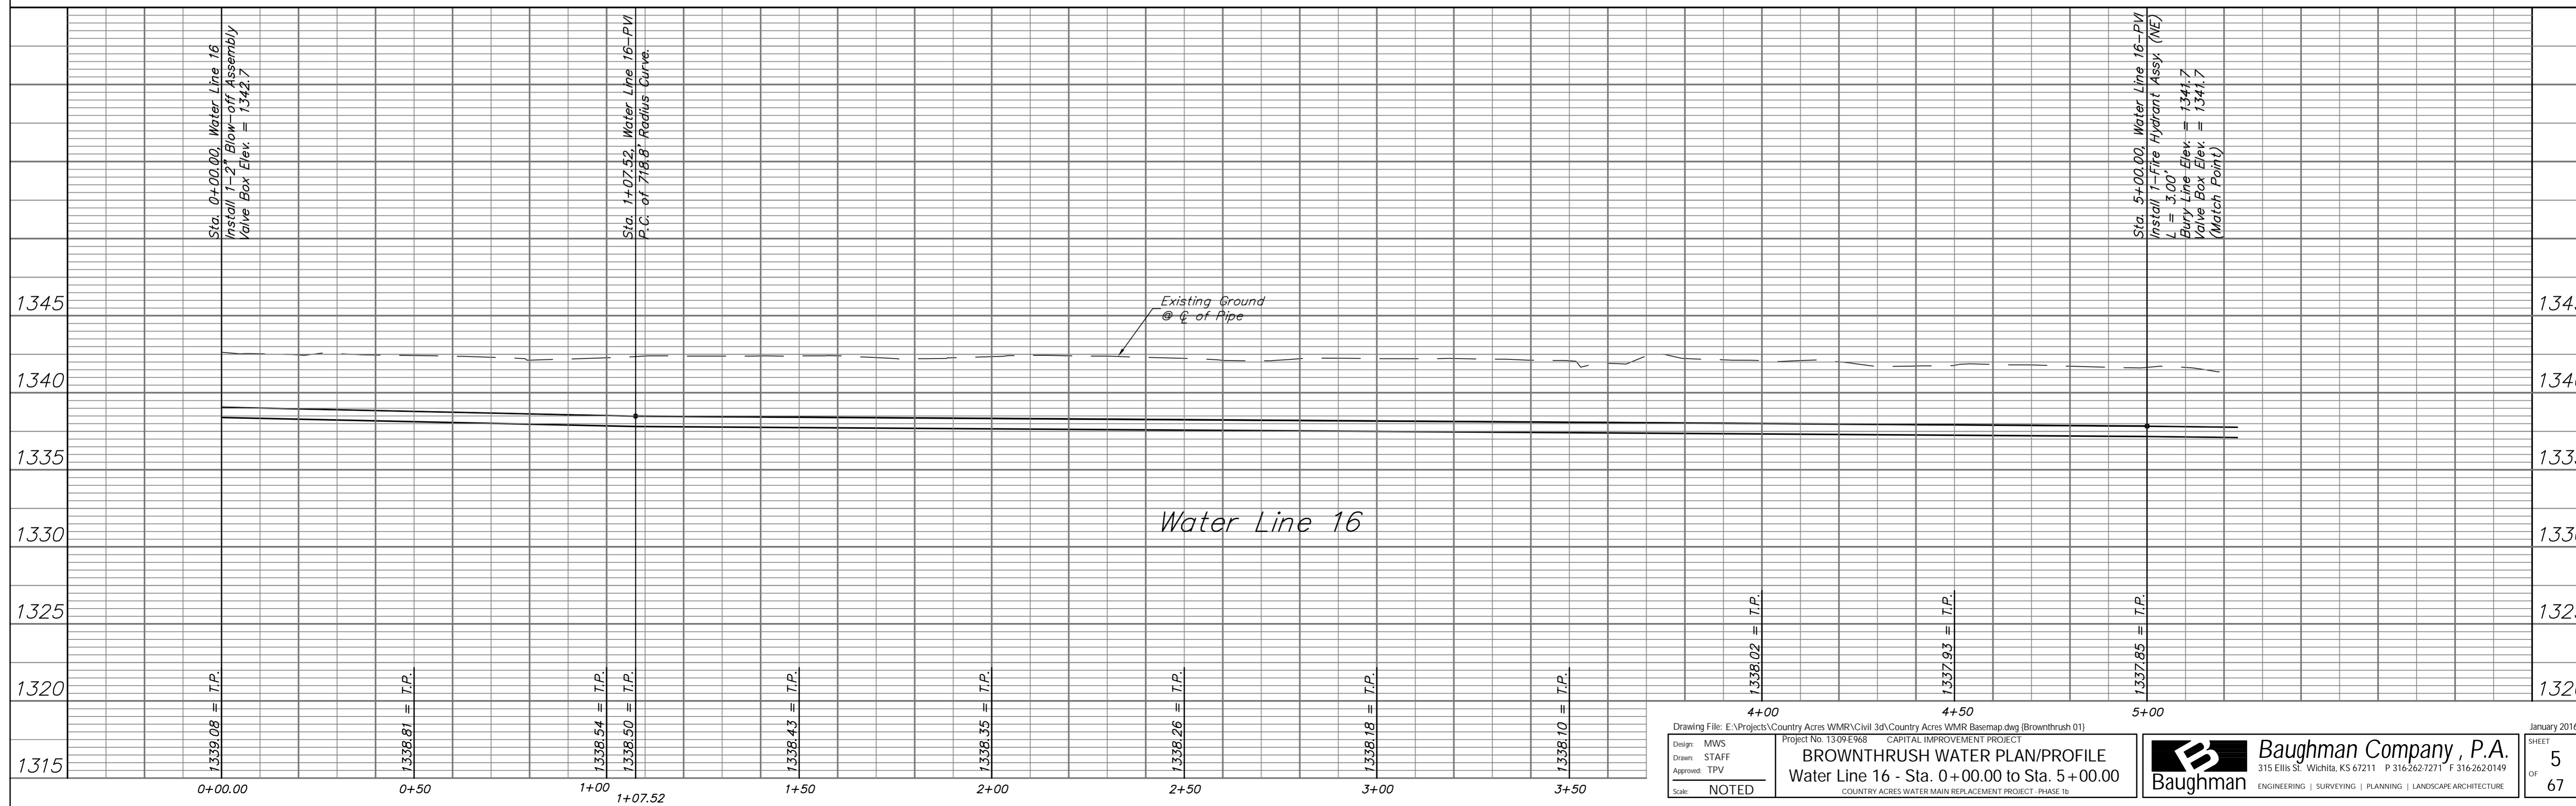 Sta. 0+00.00, Water Line 16
Install 1-2" Blow-off Assembly
Valve Box Elev. = 1342.7
Sta. 1+07.52, Water Line 16-PVI
P.C. of 718.8' Radius Curve.
Sta. 5+00.00, Water Line 16-PVI
Install 1-Fire Hydrant Assy. (NE)
L = 3.00'
Bury Line Elev. = 1341.7
Valve Box Elev. = 1341.7
(Match Point)
1345
1340
1335
1330
1325
1320
1315
Existing Ground
@ ℄ of Pipe
Water Line 16
1339.08 = T.P.
1338.81 = T.P.
1338.54 = T.P.
1338.50 = T.P.
1338.43 = T.P.
1338.35 = T.P.
1338.26 = T.P.
1338.18 = T.P.
1338.10 = T.P.
1338.02 = T.P.
1337.93 = T.P.
1337.85 = T.P.
0+00.00
0+50
1+00
1+07.52
1+50
2+00
2+50
3+00
3+50
4+00
4+50
5+00
Drawing File: E:\Projects\Country Acres WMR\Civil 3d\Country Acres WMR Basemap.dwg {Brownthrush 01}
Design: MWS
Drawn: STAFF
Approved: TPV
Scale: NOTED
Project No. 13-09-E968 CAPITAL IMPROVEMENT PROJECT
BROWNTHRUSH WATER PLAN/PROFILE
Water Line 16 - Sta. 0+00.00 to Sta. 5+00.00
COUNTRY ACRES WATER MAIN REPLACEMENT PROJECT - PHASE 1b
Baughman
Baughman Company, P.A.
315 Ellis St. Wichita, KS 67211 P 316-262-7271 F 316-262-0149
ENGINEERING | SURVEYING | PLANNING | LANDSCAPE ARCHITECTURE
January 2016
SHEET
5
OF
67